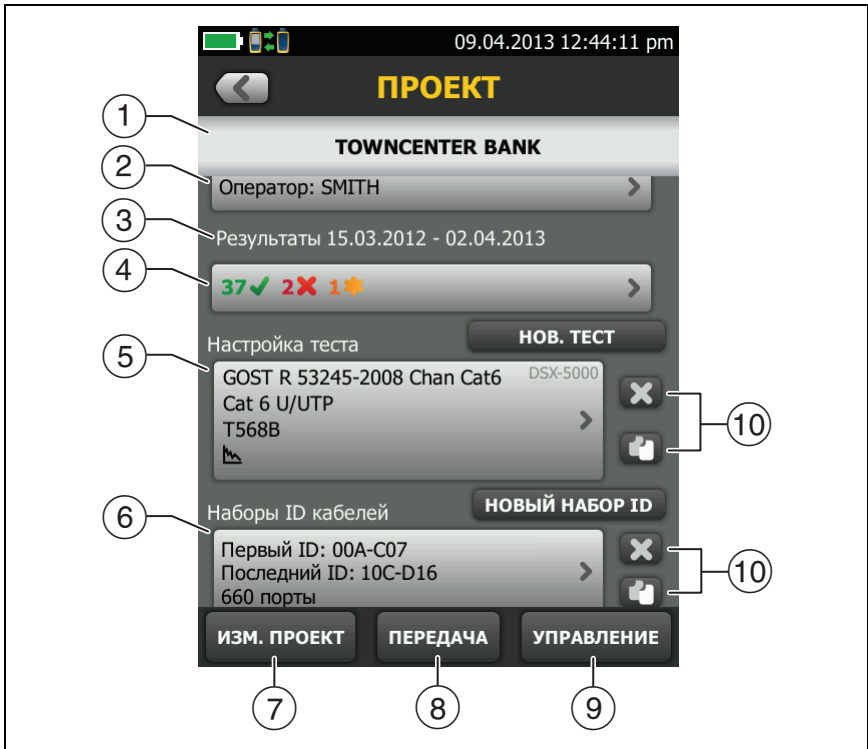 09.04.2013 12:44:11 pm
ПРОЕКТ
1
TOWNCENTER BANK
2
Оператор: SMITH
3
Результаты 15.03.2012 - 02.04.2013
4
37 2 1
НОВ. ТЕСТ
5
Настройка теста
GOST R 53245-2008 Chan Cat6
DSX-5000
Cat 6 U/UTP
T568B
10
НОВЫЙ НАБОР ID
6
Наборы ID кабелей
Первый ID: 00A-C07
Последний ID: 10C-D16
660 порты
10
ИЗМ. ПРОЕКТ
ПЕРЕДАЧА
УПРАВЛЕНИЕ
7
8
9